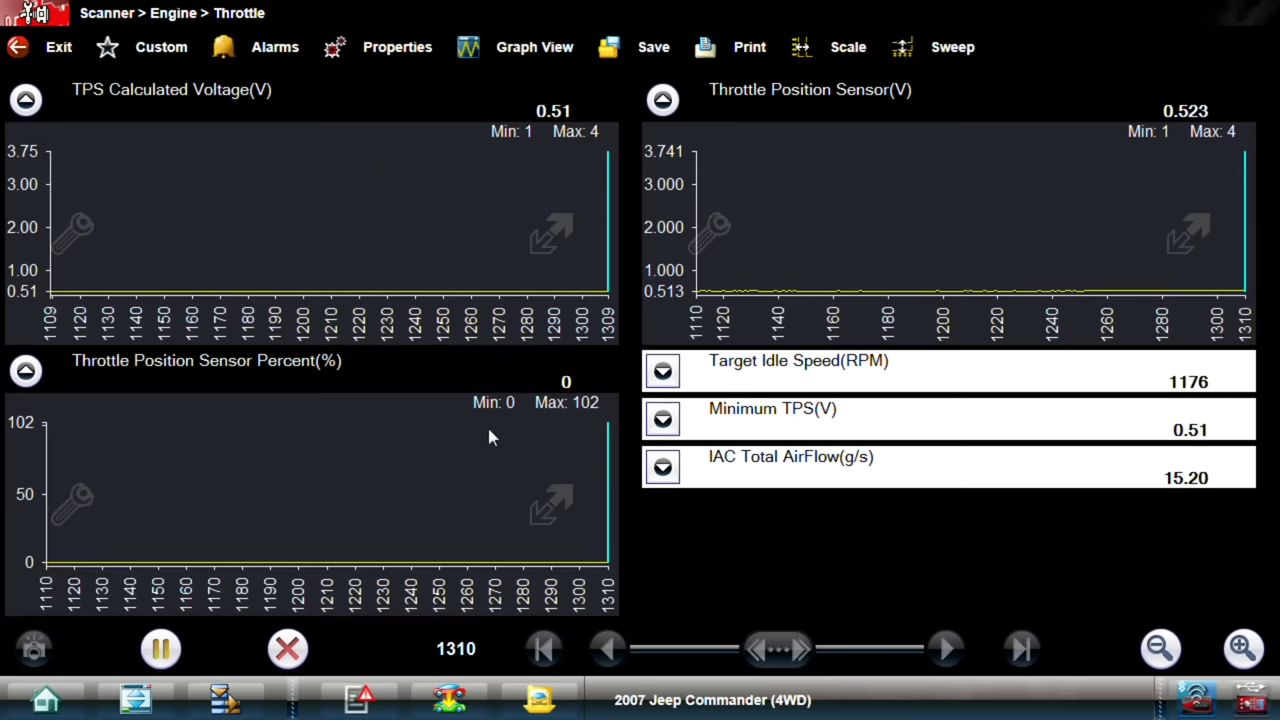 Scanner > Engine > Throttle
Exit Custom Alarms Properties Graph View Save Print Scale Sweep
TPS Calculated Voltage(V)
0.51
Min: 1 Max: 4
3.75
3.00
2.00
1.00
0.51
1109 1120 1130 1140 1150 1160 1170 1180 1190 1200 1210 1220 1230 1240 1250 1260 1270 1280 1290 1300 1309
Throttle Position Sensor(V)
0.523
Min: 1 Max: 4
3.741
3.000
2.000
1.000
0.513
1110 1120 1140 1160 1180 1200 1220 1240 1260 1280 1300 1310
Throttle Position Sensor Percent(%)
0
Min: 0 Max: 102
102
50
0
1110 1120 1130 1140 1150 1160 1170 1180 1190 1200 1210 1220 1230 1240 1250 1260 1270 1280 1290 1300 1310
Target Idle Speed(RPM)
1176
Minimum TPS(V)
0.51
IAC Total AirFlow(g/s)
15.20
1310
2007 Jeep Commander (4WD)